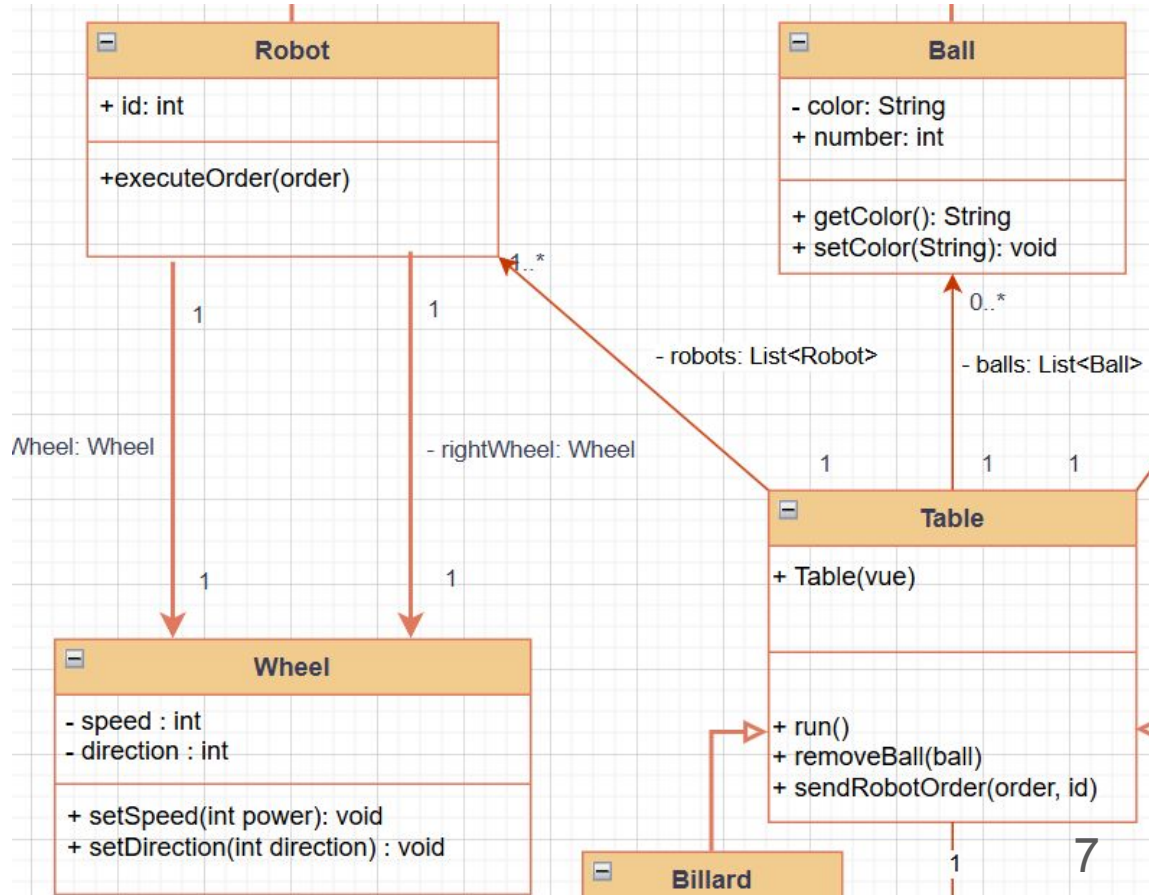 Robot
+ id: int
+executeOrder(order)
Ball
- color: String
+ number: int
+ getColor(): String
+ setColor(String): void
1
1
1..*
0..*
- robots: List<Robot>
- balls: List<Ball>
Wheel: Wheel
- rightWheel: Wheel
1
1
1
1
1
Table
+ Table(vue)
+ run()
+ removeBall(ball)
+ sendRobotOrder(order, id)
Wheel
- speed : int
- direction : int
+ setSpeed(int power): void
+ setDirection(int direction) : void
Billard
1
7